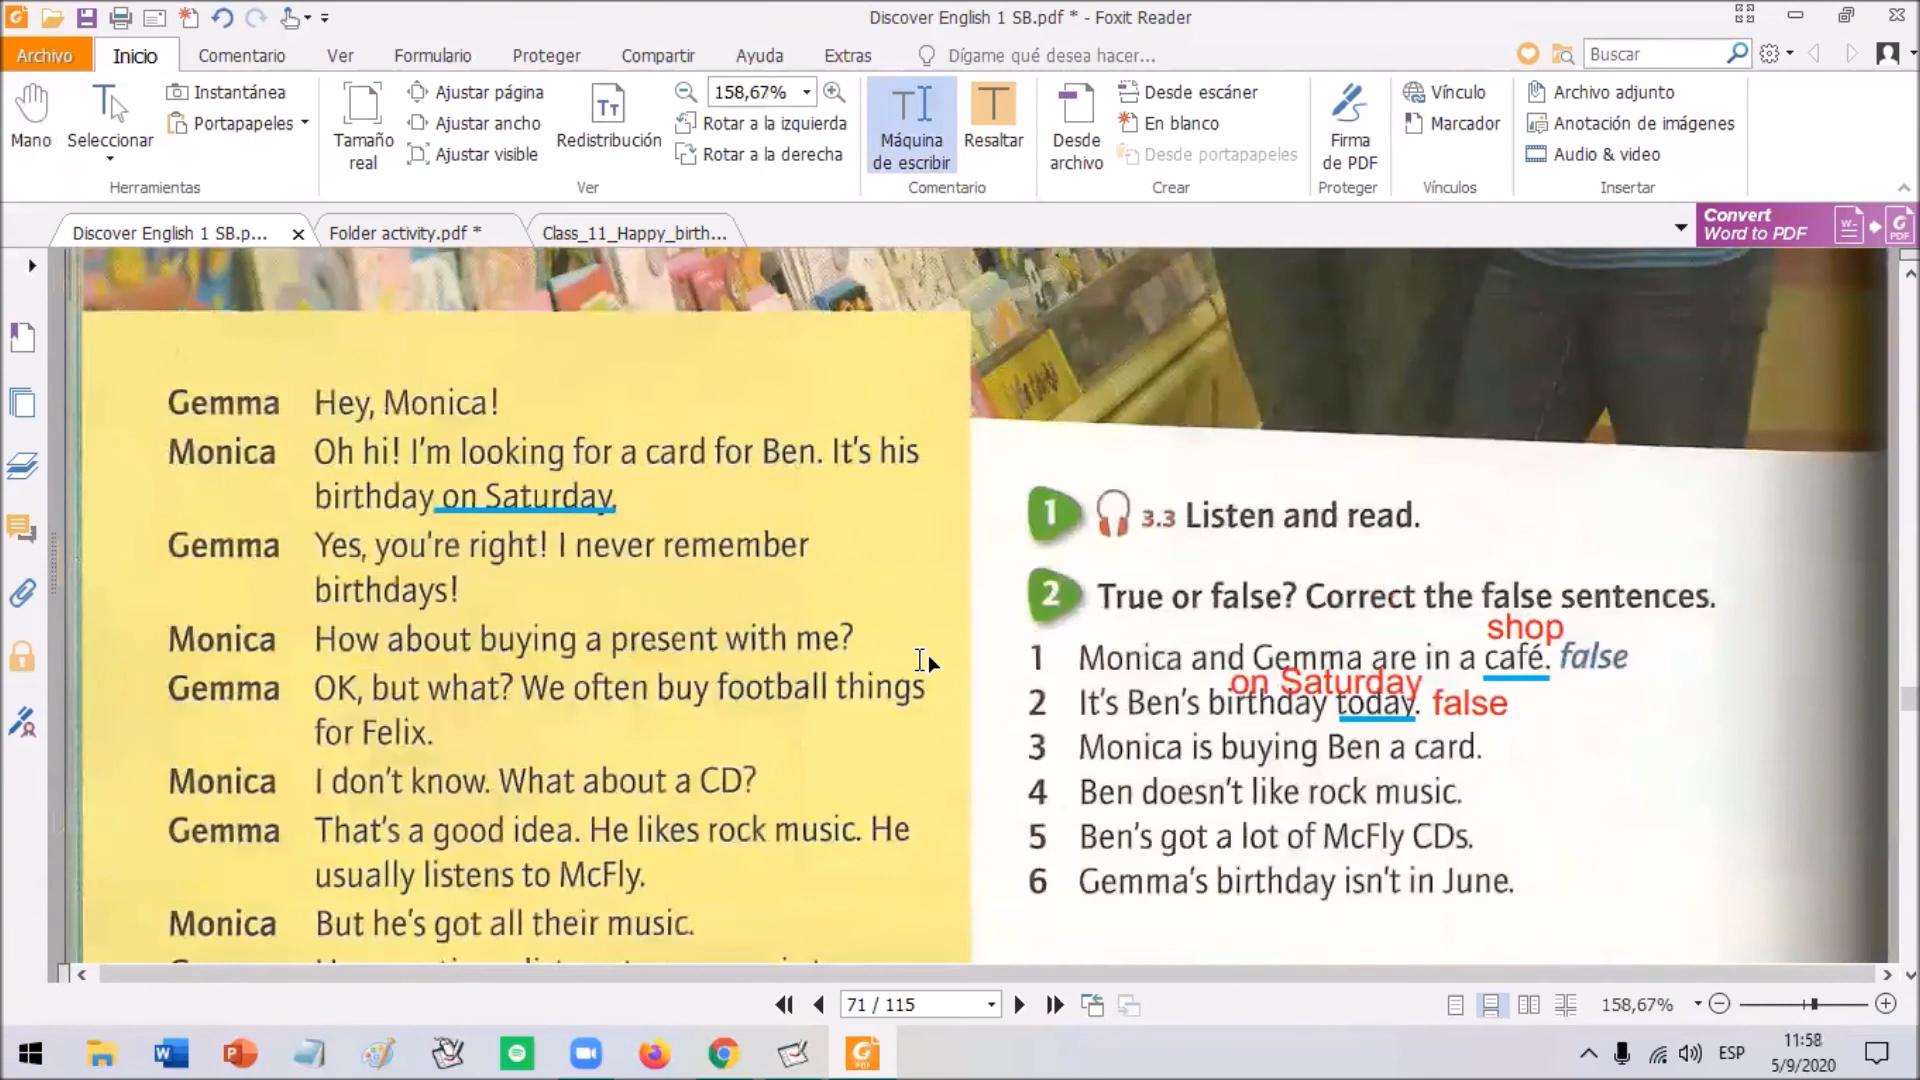 Discover English 1 SB.pdf * - Foxit Reader
Archivo Inicio Comentario Ver Formulario Proteger Compartir Ayuda Extras Dígame qué desea hacer... Buscar
Mano
Seleccionar
Instantánea
Portapapeles
Herramientas
Tamaño real
Ajustar página
Ajustar ancho
Ajustar visible
Redistribución
158,67%
Rotar a la izquierda
Rotar a la derecha
Ver
Máquina de escribir
Resaltar
Comentario
Desde archivo
Desde escáner
En blanco
Desde portapapeles
Crear
Firma de PDF
Proteger
Vínculo
Marcador
Vínculos
Archivo adjunto
Anotación de imágenes
Audio & video
Insertar
Discover English 1 SB.p... Folder activity.pdf * Class_11_Happy_birth...
Convert
Word to PDF
Gemma Hey, Monica!
Monica Oh hi! I'm looking for a card for Ben. It's his
birthday on Saturday.
Gemma Yes, you're right! I never remember
birthdays!
Monica How about buying a present with me?
Gemma OK, but what? We often buy football things
for Felix.
Monica I don't know. What about a CD?
Gemma That's a good idea. He likes rock music. He
usually listens to McFly.
Monica But he's got all their music.
1 3.3 Listen and read.
2 True or false? Correct the false sentences.
shop
1 Monica and Gemma are in a café. false
on Saturday
2 It's Ben's birthday today. false
3 Monica is buying Ben a card.
4 Ben doesn't like rock music.
5 Ben's got a lot of McFly CDs.
6 Gemma's birthday isn't in June.
71 / 115
158,67%
ESP
11:58
5/9/2020